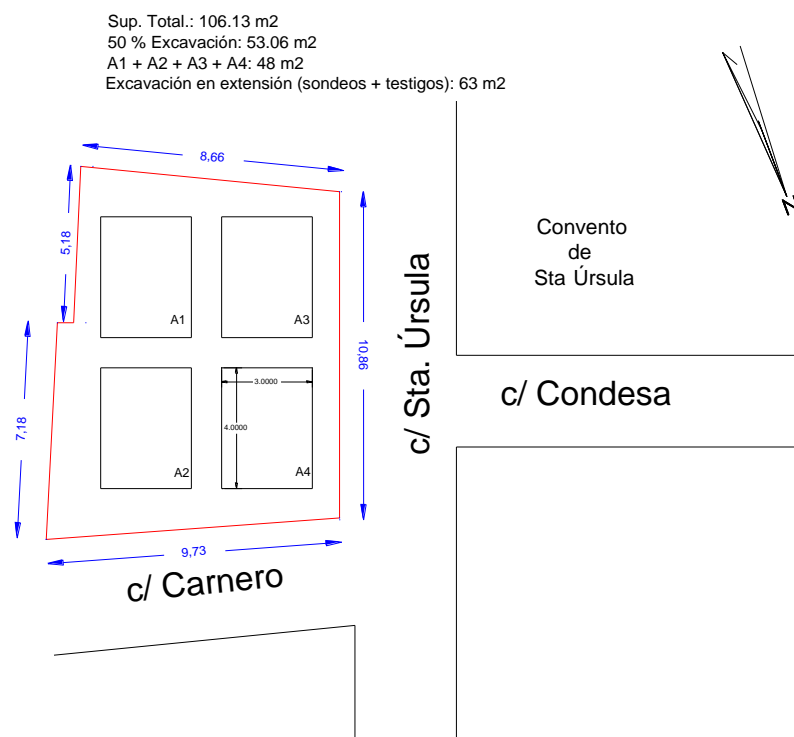 Sup. Total.: 106.13 m2
50 % Excavación: 53.06 m2
A1 + A2 + A3 + A4: 48 m2
Excavación en extensión (sondeos + testigos): 63 m2
8,66
5,18
7,18
10,86
9,73
A1
A3
A2
A4
3.0000
4.0000
c/ Sta. Úrsula
Convento
de
Sta Úrsula
c/ Condesa
c/ Carnero
N